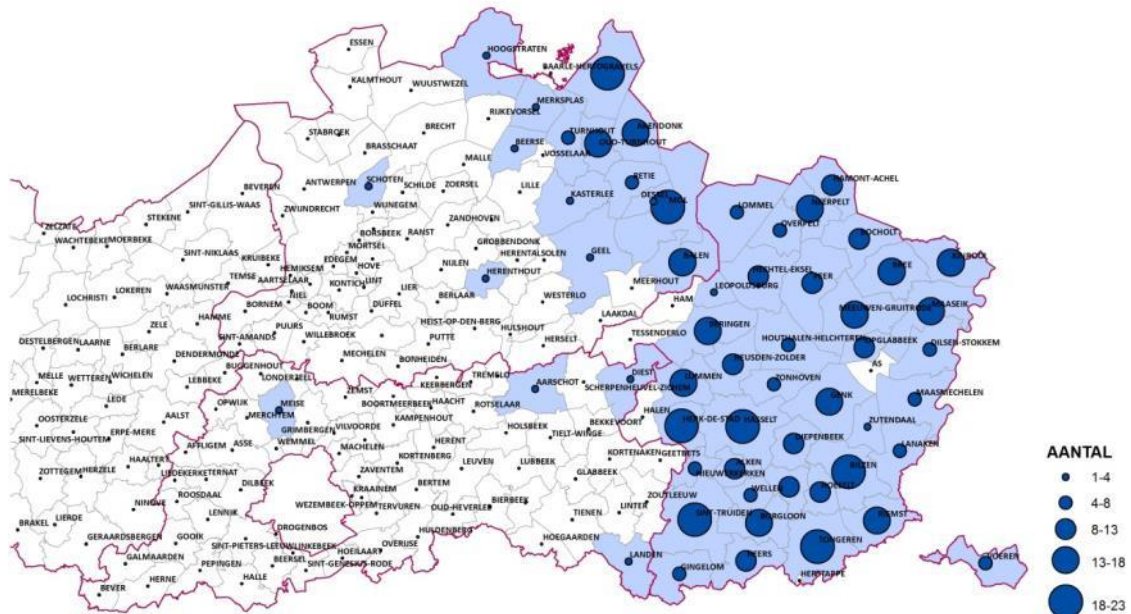 ESSEN
HOOGSTRATEN
KALMTHOUT
WUUSTWEZEL
BAARLE-HERTOG
RAVELS
MERKSPLAS
RIJKEVORSEL
STABROEK
BRECHT
TURNHOUT
ARENDONK
OUD-TURNHOUT
BEERSE
VOSSELAAR
BRASSCHAAT
MALLE
ANTWERPEN
SCHOTEN
SCHILDE
ZOERSEL
LILLE
KASTERLEE
RETIE
DESSEL
MOL
HAMONT-ACHEL
LOMMEL
NEERPELT
OVERPELT
BOCHOLT
BEVEREN
SINT-GILLIS-WAAS
STEKENE
ZWIJNDRECHT
WIJNEGEM
ZANDHOVEN
ZELZATE
WACHTEBEKE
MOERBEKE
BORSBEEK
MORTSEL
RANST
GROBBENDONK
SINT-NIKLAAS
KRUIBEKE
EDEGEM
HOVE
HEMIKSEM
AARTSELAAR
NIJLEN
HERENTALS
OLEN
GEEL
BALEN
KINROOI
BREE
HECHTEL-EKSEL
PEER
TEMSE
KONTICH
LINT
LIER
HERENTHOUT
MEERHOUT
LEOPOLDSBURG
HAM
LOCHRISTI
LOKEREN
WAASMUNSTER
NIEL
BORNEM
BOOM
RUMST
DUFFEL
BERLAAR
WESTERLO
LAAKDAL
MEEUWEN-GRUITRODE
MAASEIK
HAMME
ZELE
SINT-AMANDS
PUURS
WILLEBROEK
HEIST-OP-DEN-BERG
PUTTE
HULSHOUT
HERSELT
TESSENDERLO
BERINGEN
HOUTHALEN-HELCHTEREN
OPGLABBEEK
DILSEN-STOKKEM
DESTELBERGEN
LAARNE
BERLARE
DENDERMONDE
MECHELEN
BONHEIDEN
AS
BUGGENHOUT
LONDERZEEL
ZEMST
KEERBERGEN
TREMELO
AARSCHOT
DIEST
SCHERPENHEUVEL-ZICHEM
HEUSDEN-ZOLDER
LUMMEN
ZONHOVEN
GENK
MAASMECHELEN
MELLE
WETTEREN
WICHELEN
LEBBEKE
MERELBEKE
LEDE
OPWIJK
MERCHTEM
MEISE
BOORTMEERBEEK
HAACHT
ROTSELAAR
HALEN
HERK-DE-STAD
HASSELT
ZUTENDAAL
OOSTERZELE
AALST
GRIMBERGEN
VILVOORDE
KAMPENHOUT
HOLSBEEK
BEKKEVOORT
TIELT-WINGE
SINT-LIEVENS-HOUTEM
ERPE-MERE
ASSE
WEMMEL
AFFLIGEM
MACHELEN
HERENT
DIEPENBEEK
LANAKEN
KORTENAKEN
GEETBETS
KORTENBERG
LEUVEN
LUBBEEK
GLABBEEK
NIEUWERKERKEN
ALKEN
BILZEN
HOESELT
WELLEN
ZOTTEGEM
HERZELE
HAALTERT
LIEDEKERKE
TERNAT
DILBEEK
ZAVENTEM
KRAAINEM
WEZEMBEEK-OPPEM
TERVUREN
BERTEM
OUD-HEVERLEE
BIERBEEK
TIENEN
LINTER
ZOUTLEEUW
SINT-TRUIDEN
BORGLOON
RIEMST
NINOVE
ROOSDAAL
LENNIK
DROGENBOS
HULDENBERG
HOEGAARDEN
BRAKEL
LIERDE
GERAARDSBERGEN
GOOIK
SINT-PIETERS-LEEUW
LINKEBEEK
OVERIJSE
HOEILAART
GALMAARDEN
PEPINGEN
BEERSEL
SINT-GENESIUS-RODE
LANDEN
GINGELOM
HEERS
TONGEREN
HERSTAPPE
VOEREN
BEVER
HERNE
HALLE
AANTAL
1-4
4-8
8-13
13-18
18-23